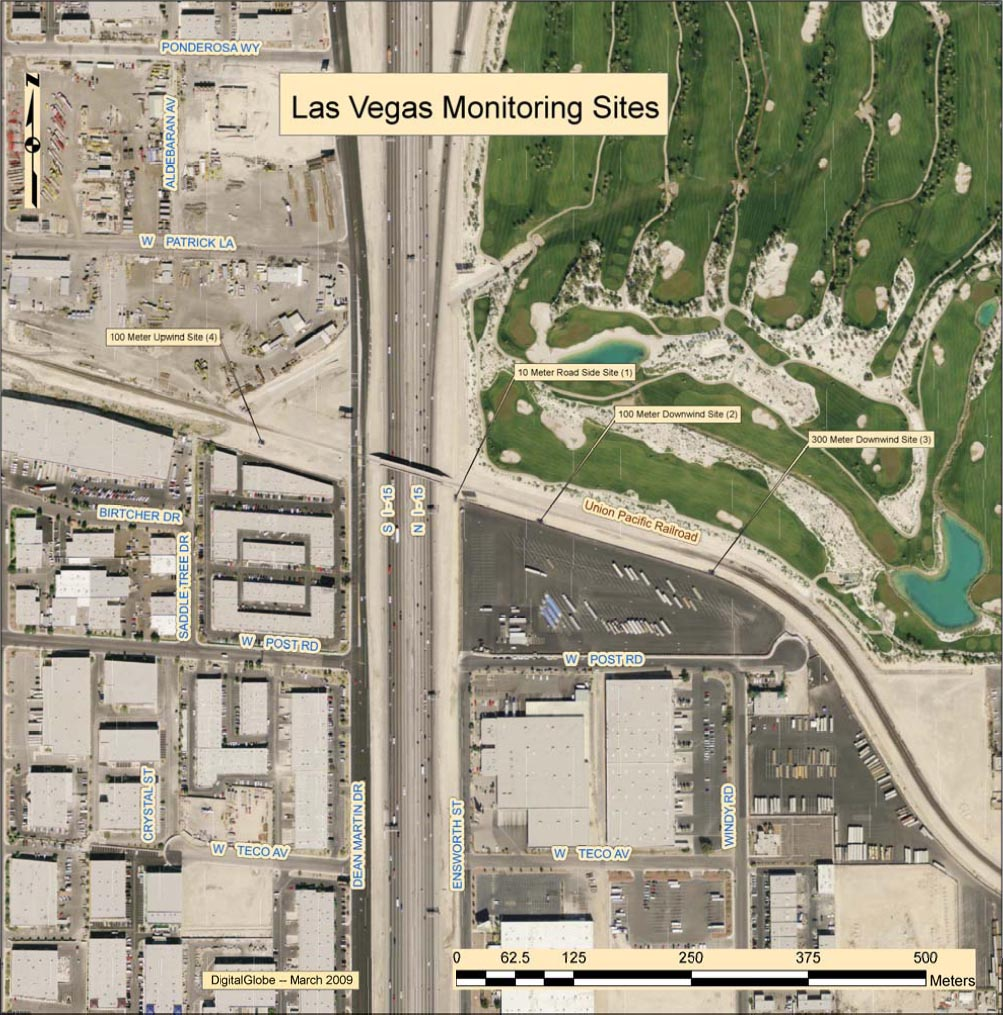 PONDEROSA WY
Las Vegas Monitoring Sites
N
ALDEBARAN AV
W PATRICK LA
100 Meter Upwind Site (4)
10 Meter Road Side Site (1)
100 Meter Downwind Site (2)
300 Meter Downwind Site (3)
S I-15
N I-15
Union Pacific Railroad
BIRTCHER DR
SADDLE TREE DR
W POST RD
W POST RD
CRYSTAL ST
DEAN MARTIN DR
ENSWORTH ST
WINDY RD
W TECO AV
W TECO AV
0 62.5 125 250 375 500
Meters
DigitalGlobe -- March 2009